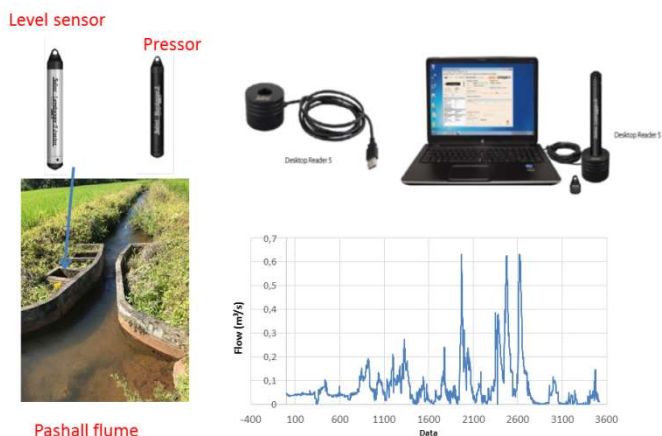 Level sensor
Pressor
Desktop Reader 5
Desktop Reader 5
Pashall flume
0,7
0,6
0,5
0,4
0,3
0,2
0,1
0
Flow (m³/s)
-400 100 600 1100 1600 2100 2600 3100 3600
Data